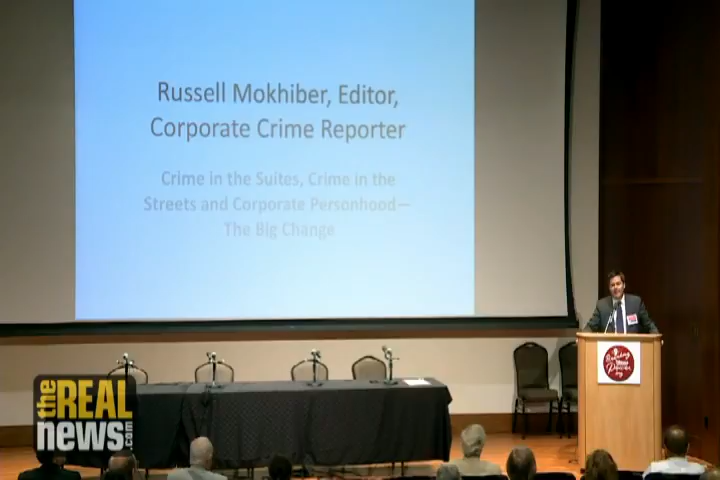 Russell Mokhiber, Editor,
Corporate Crime Reporter
Crime in the Suites, Crime in the
Streets and Corporate Personhood—
The Big Change
the
REAL
news.com